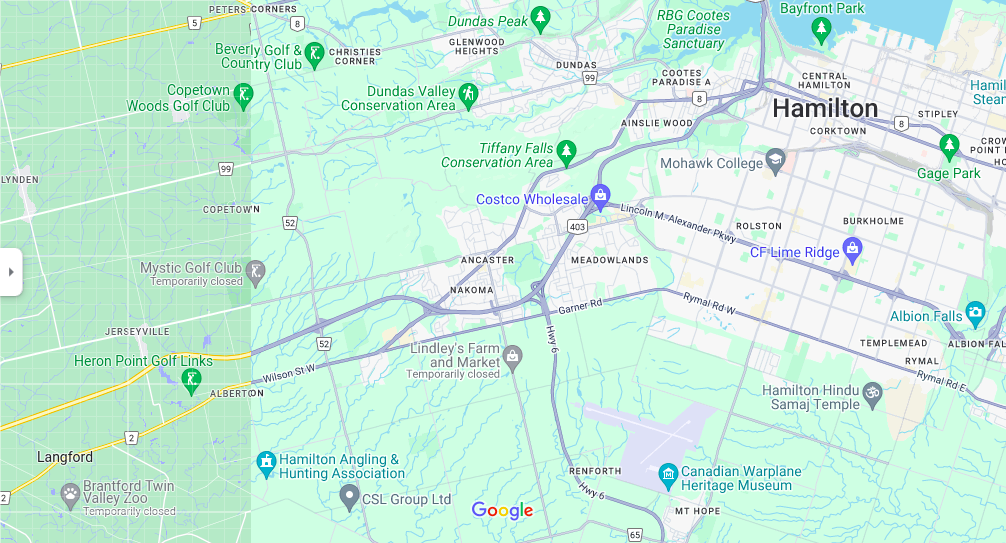 PETERS CORNERS
5
8
Dundas Peak
RBG Cootes
Paradise
Sanctuary
Bayfront Park
Beverly Golf &
Country Club
CHRISTIES
CORNER
GLENWOOD
HEIGHTS
DUNDAS
99
COOTES
PARADISE A
CENTRAL
HAMILTON
Hamil
Stear
Copetown
Woods Golf Club
Dundas Valley
Conservation Area
8
Hamilton
STIPLEY
AINSLIE WOOD
CORKTOWN
8
CROW
POINT
HO
Tiffany Falls
Conservation Area
Mohawk College
Gage Park
99
LYNDEN
COPETOWN
52
Costco Wholesale
403
Lincoln M. Alexander Pkwy
ROLSTON
BURKHOLME
CF Lime Ridge
Mystic Golf Club
Temporarily closed
ANCASTER
MEADOWLANDS
NAKOMA
Garner Rd
Rymal Rd W
Albion Falls
JERSEYVILLE
52
Hwy 6
TEMPLEMEAD
ALBION FAL
RYMAL
Heron Point Golf Links
Lindley's Farm
and Market
Temporarily closed
Wilson St W
Rymal Rd E
ALBERTON
Hamilton Hindu
Samaj Temple
2
Langford
Hamilton Angling &
Hunting Association
RENFORTH
Canadian Warplane
Heritage Museum
Brantford Twin
Valley Zoo
Temporarily closed
2
CSL Group Ltd
Hwy 6
Google
MT HOPE
65